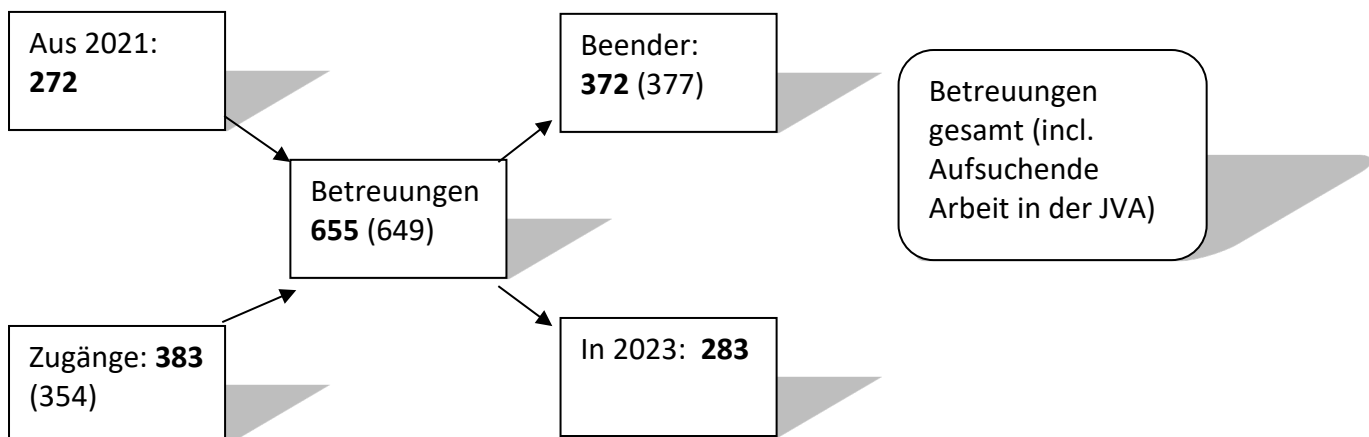 Aus 2021:
272
Beender:
372 (377)
Betreuungen
gesamt (incl.
Aufsuchende
Arbeit in der JVA)
Betreuungen
655 (649)
Zugänge: 383
(354)
In 2023: 283